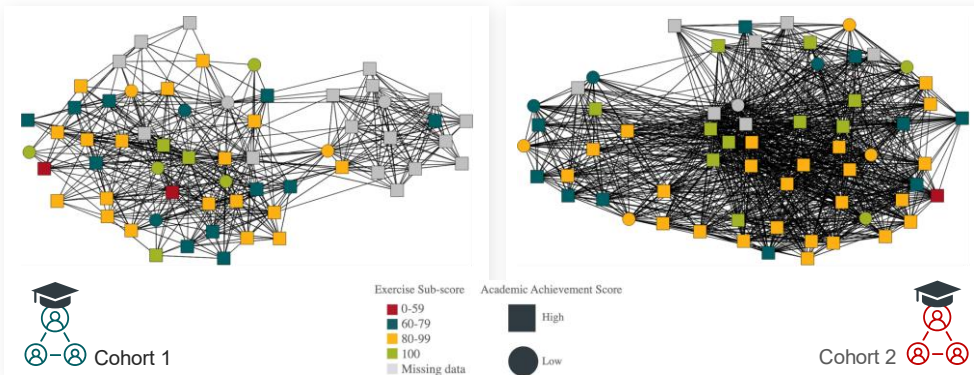 Exercise Sub-score
0-59
60-79
80-99
100
Missing data
Academic Achievement Score
High
Low
Cohort 1
Cohort 2